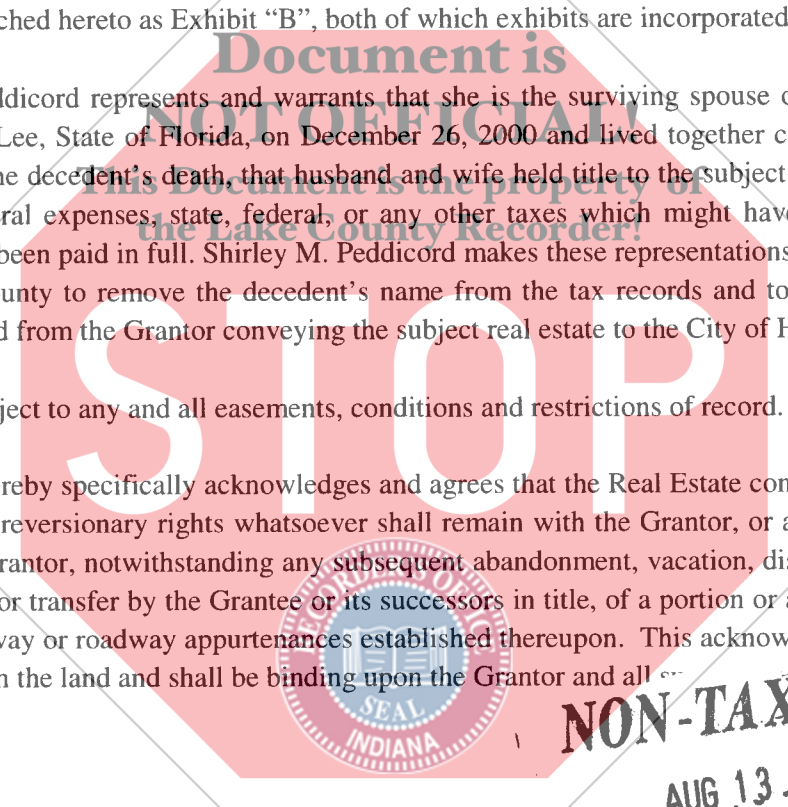 ched hereto as Exhibit “B”, both of which exhibits are incorporated
Document is
ddicord represents and warrants that she is the surviving spouse
NOT OFFICIAL!
Lee, State of Florida, on December 26, 2000 and lived together
he decedent's death, that husband and wife held title to the subject
This Document is the property of
ral expenses, state, federal, or any other taxes which might have
the Lake County Recorder!
been paid in full. Shirley M. Peddicord makes these representations
unty to remove the decedent's name from the tax records and to
d from the Grantor conveying the subject real estate to the City of H
STOP
ject to any and all easements, conditions and restrictions of record.
reby specifically acknowledges and agrees that the Real Estate con
reversionary rights whatsoever shall remain with the Grantor, or a
rantor, notwithstanding any subsequent abandonment, vacation, di
or transfer by the Grantee or its successors in title, of a portion or a
way or roadway appurtenances established thereupon. This acknow
n the land and shall be binding upon the Grantor and all
SEAL
INDIANA
NON-TAX
AUG 13